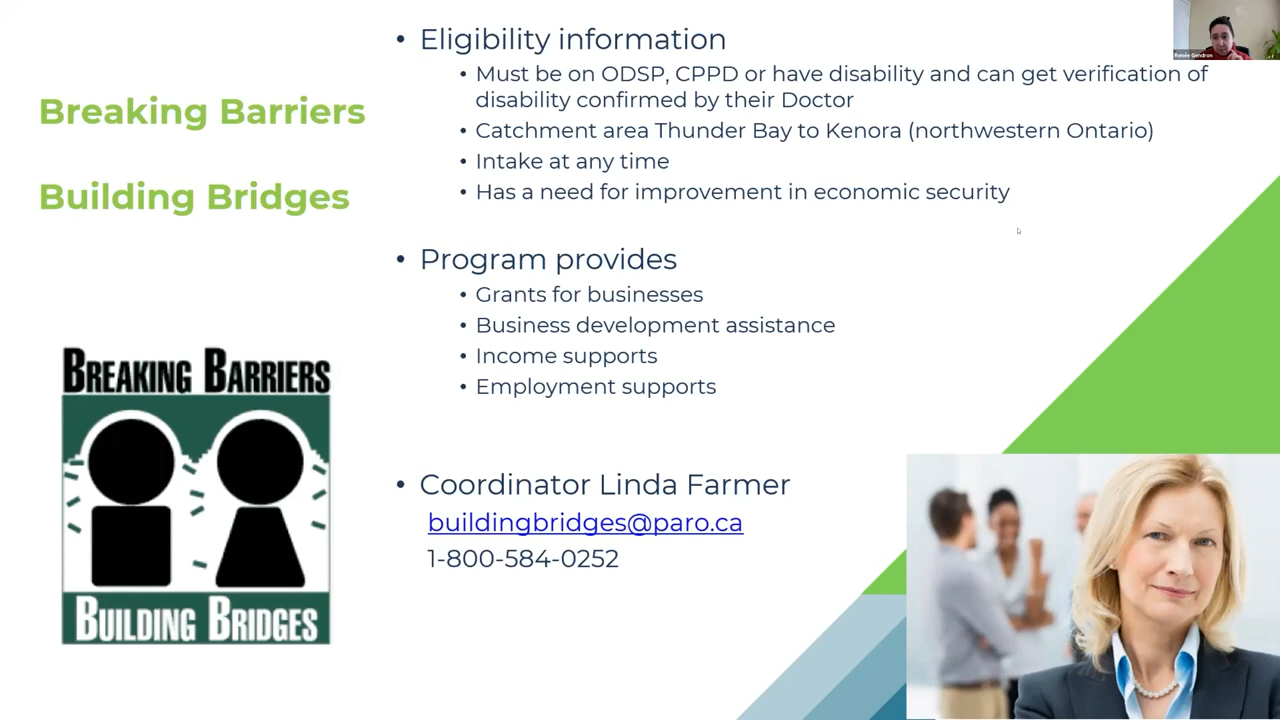 Breaking Barriers
Building Bridges
• Eligibility information
• Must be on ODSP, CPPD or have disability and can get verification of
disability confirmed by their Doctor
• Catchment area Thunder Bay to Kenora (northwestern Ontario)
• Intake at any time
• Has a need for improvement in economic security
• Program provides
• Grants for businesses
• Business development assistance
• Income supports
• Employment supports
• Coordinator Linda Farmer
buildingbridges@paro.ca
1-800-584-0252
BREAKING BARRIERS
BUILDING BRIDGES
Renée Gendron